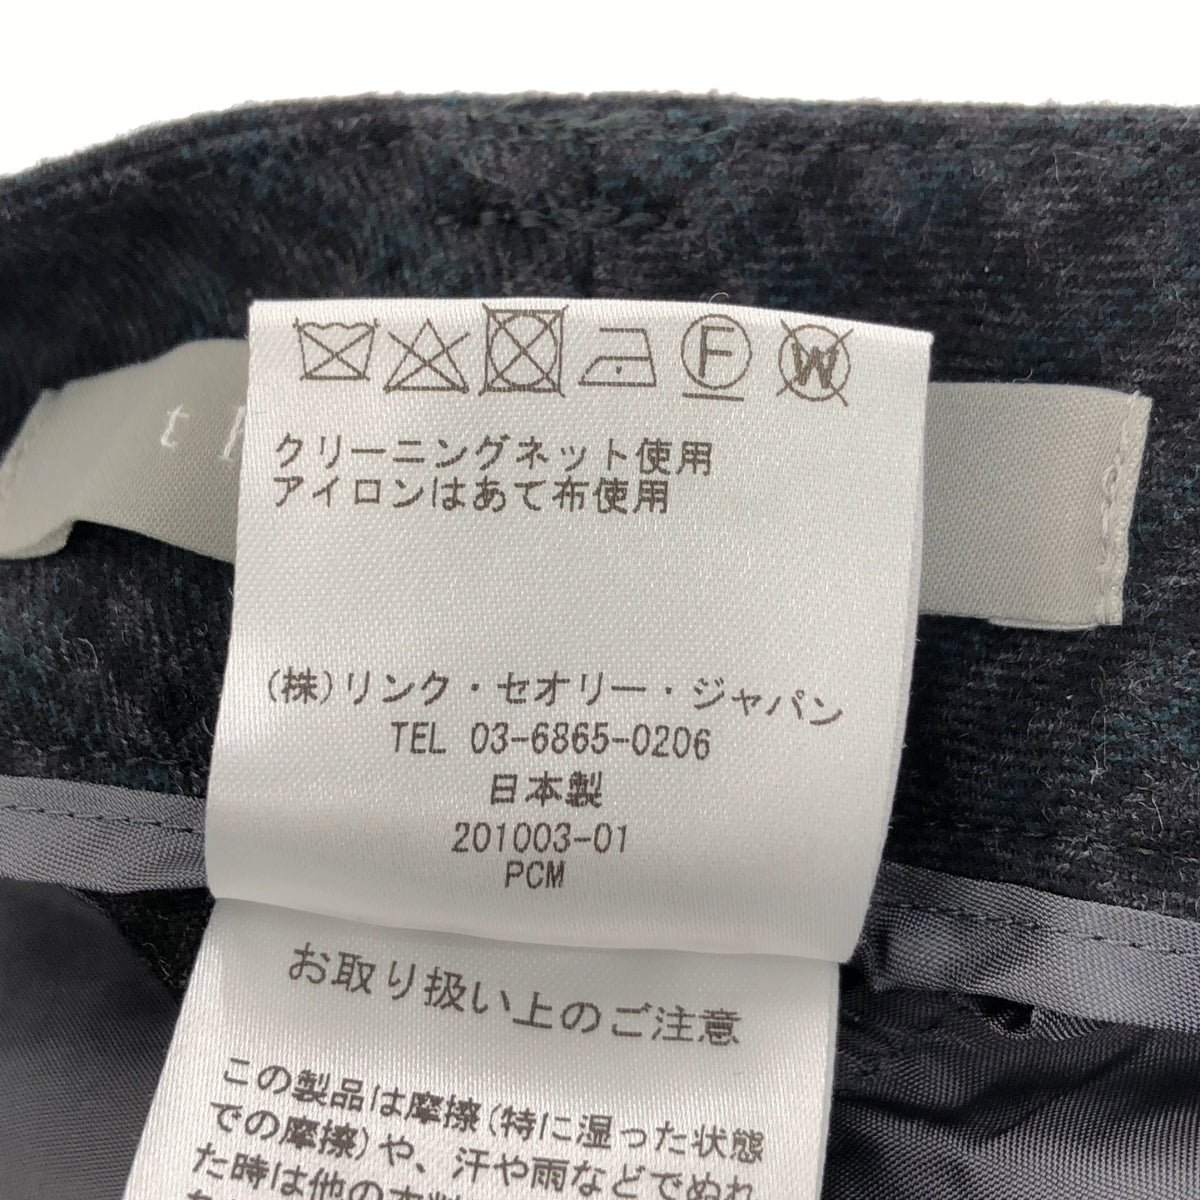 F W
クリーニングネット使用
アイロンはあて布使用
(株)リンク・セオリー・ジャパン
TEL 03-6865-0206
日本製
201003-01
PCM
お取り扱い上のご注意
この製品は摩擦(特に湿った状態
での摩擦)や、汗や雨などでぬれ
た時は他の